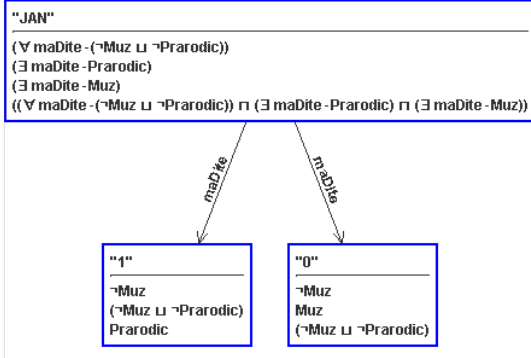 "JAN"
(∀ maDite -(¬Muz ⊔ ¬Prarodic))
(∃ maDite -Prarodic)
(∃ maDite -Muz)
((∀ maDite -(¬Muz ⊔ ¬Prarodic)) ⊓ (∃ maDite -Prarodic) ⊓ (∃ maDite -Muz))
maDite
maDite
"1"
¬Muz
(¬Muz ⊔ ¬Prarodic)
Prarodic
"0"
¬Muz
Muz
(¬Muz ⊔ ¬Prarodic)